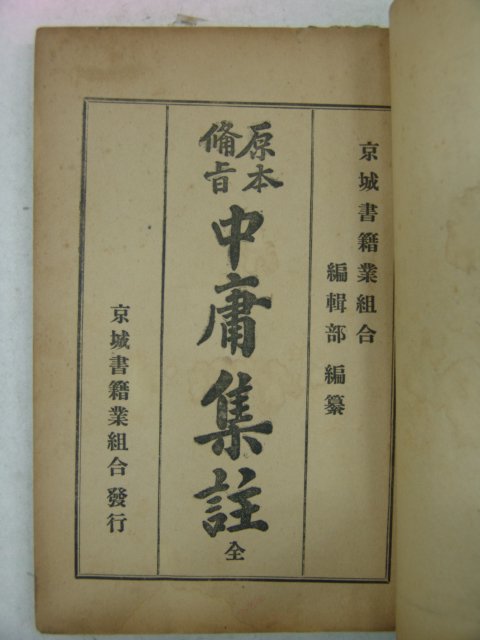 京城書籍業組合
編輯部 編纂
原本
備旨
中庸集註 全
京城書籍業組合 發行